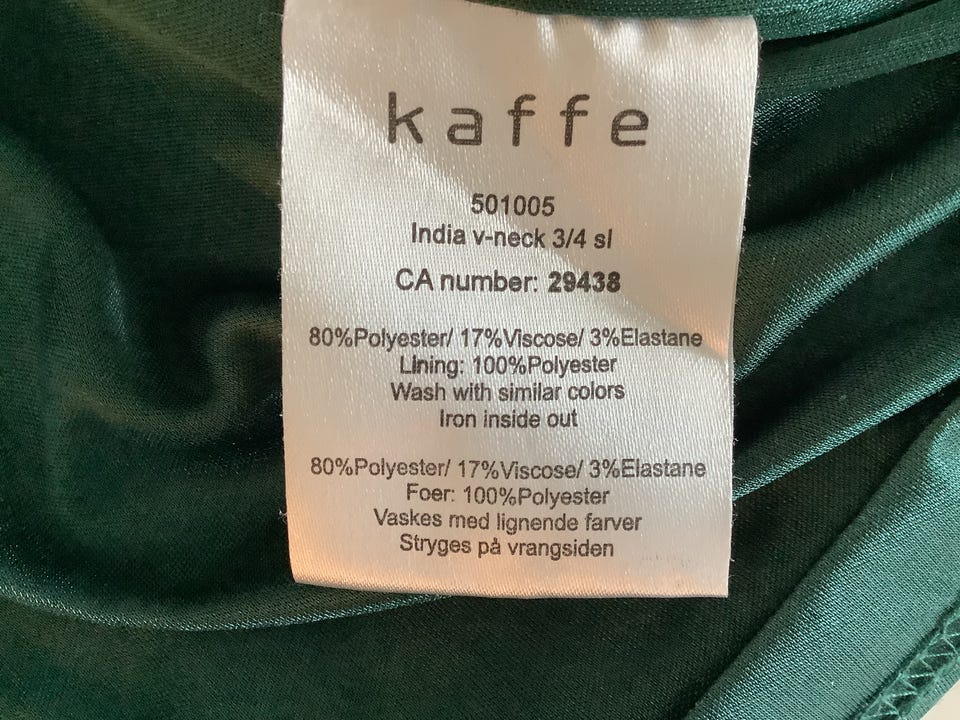 kaffe
501005
India v-neck 3/4 sl
CA number: 29438
80%Polyester/ 17%Viscose/ 3%Elastane
Lining: 100%Polyester
Wash with similar colors
Iron inside out
80%Polyester/ 17%Viscose/ 3%Elastane
Foer: 100%Polyester
Vaskes med lignende farver
Stryges på vrangsiden